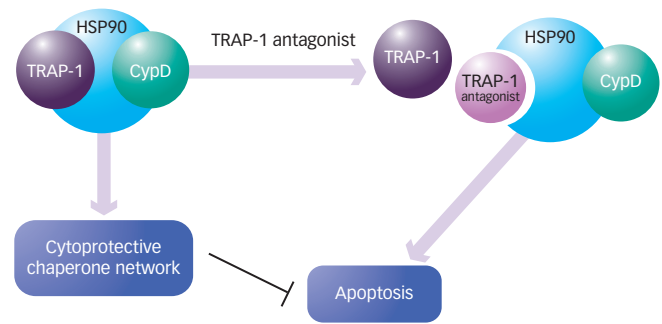 HSP90
TRAP-1
CypD
TRAP-1 antagonist
TRAP-1
HSP90
TRAP-1
antagonist
CypD
Cytoprotective
chaperone network
Apoptosis